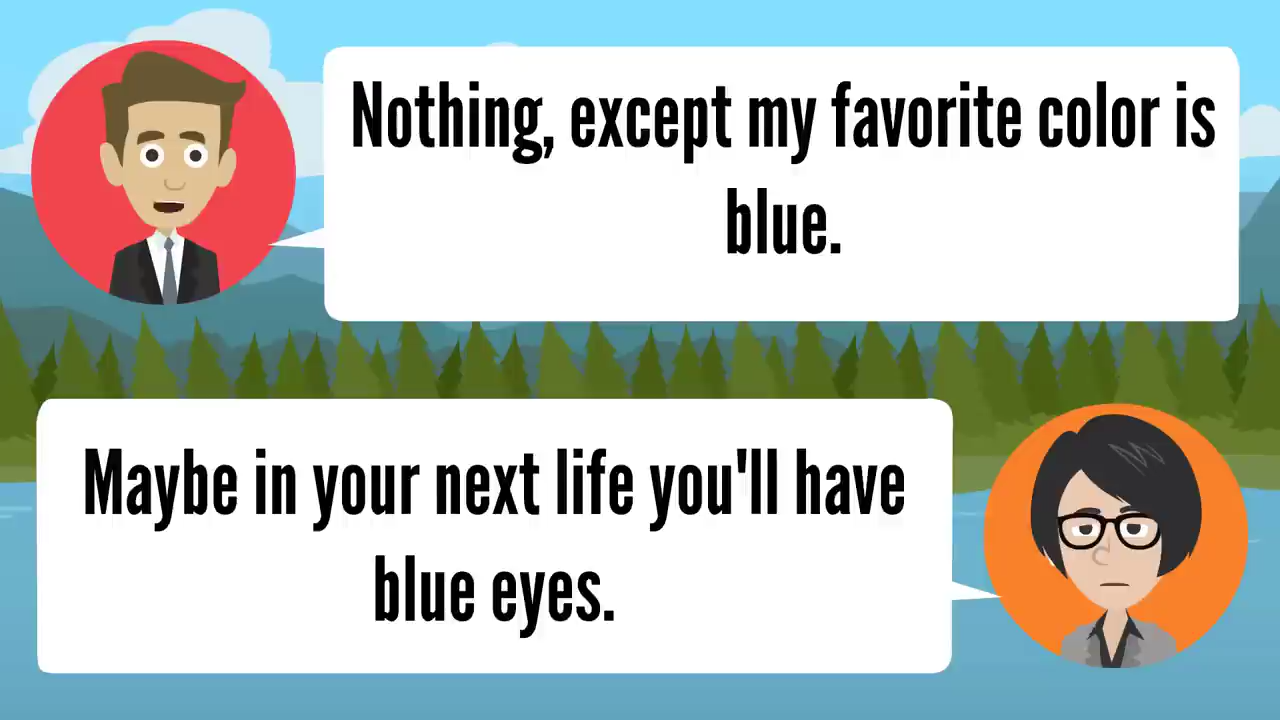 Nothing, except my favorite color is
blue.
Maybe in your next life you'll have
blue eyes.